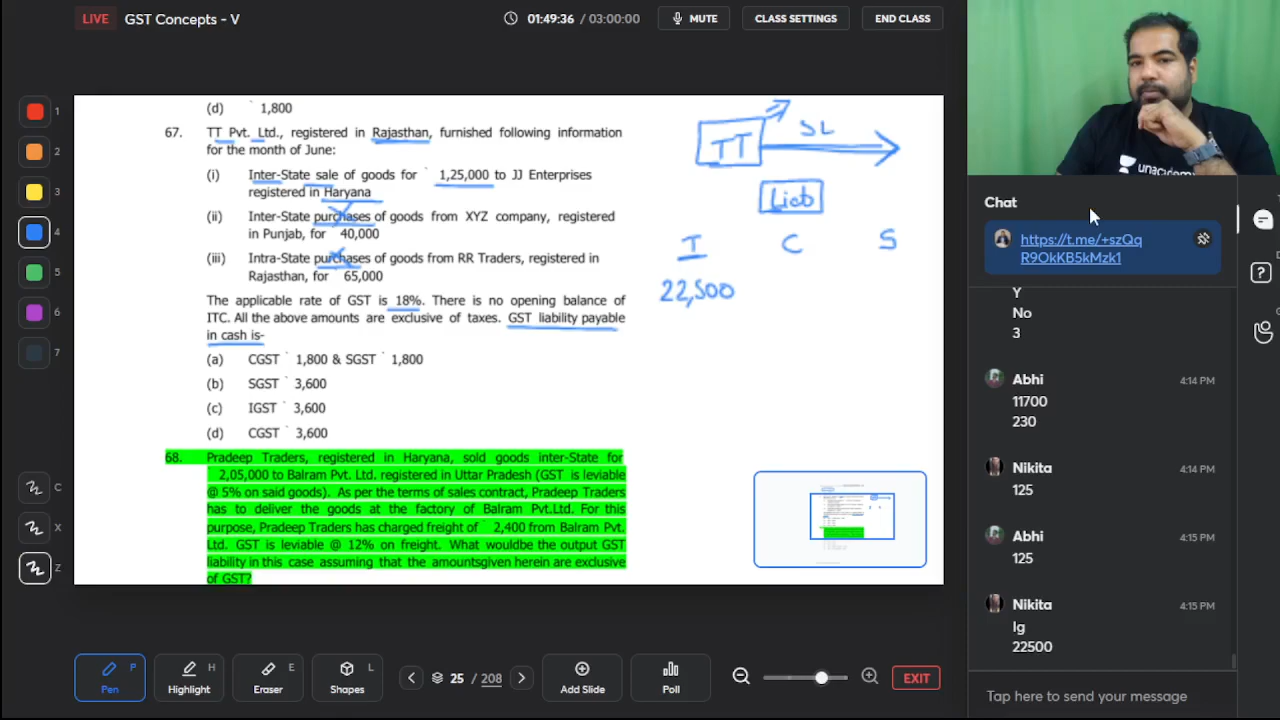 LIVE GST Concepts - V 01:49:36 / 03:00:00 MUTE CLASS SETTINGS END CLASS
1
2
3
4
5
6
7
C
X
Z
(d) ` 1,800
67. TT Pvt. Ltd., registered in Rajasthan, furnished following information
for the month of June:
(i) Inter-State sale of goods for ` 1,25,000 to JJ Enterprises
registered in Haryana
(ii) Inter-State purchases of goods from XYZ company, registered
in Punjab, for ` 40,000
(iii) Intra-State purchases of goods from RR Traders, registered in
Rajasthan, for ` 65,000
The applicable rate of GST is 18%. There is no opening balance of
ITC. All the above amounts are exclusive of taxes. GST liability payable
in cash is-
(a) CGST ` 1,800 & SGST ` 1,800
(b) SGST ` 3,600
(c) IGST ` 3,600
(d) CGST ` 3,600
68. Pradeep Traders, registered in Haryana, sold goods inter-State for
` 2,05,000 to Balram Pvt. Ltd. registered in Uttar Pradesh (GST is leviable
@ 5% on said goods). As per the terms of sales contract, Pradeep Traders
has to deliver the goods at the factory of Balram Pvt.Ltd. For this
purpose, Pradeep Traders has charged freight of ` 2,400 from Balram Pvt.
Ltd. GST is leviable @ 12% on freight. What wouldbe the output GST
liability in this case assuming that the amountsgiven herein are exclusive
of GST?
TT SL
Liab
I C S
22,500
unacademy
Chat
https://t.me/+szQq
R9OkKB5kMzk1
Y
No
3
Abhi 4:14 PM
11700
230
Nikita 4:14 PM
125
Abhi 4:15 PM
125
Nikita 4:15 PM
Ig
22500
Tap here to send your message
Pen P
Highlight H
Eraser E
Shapes L
25 / 208
Add Slide
Poll
EXIT